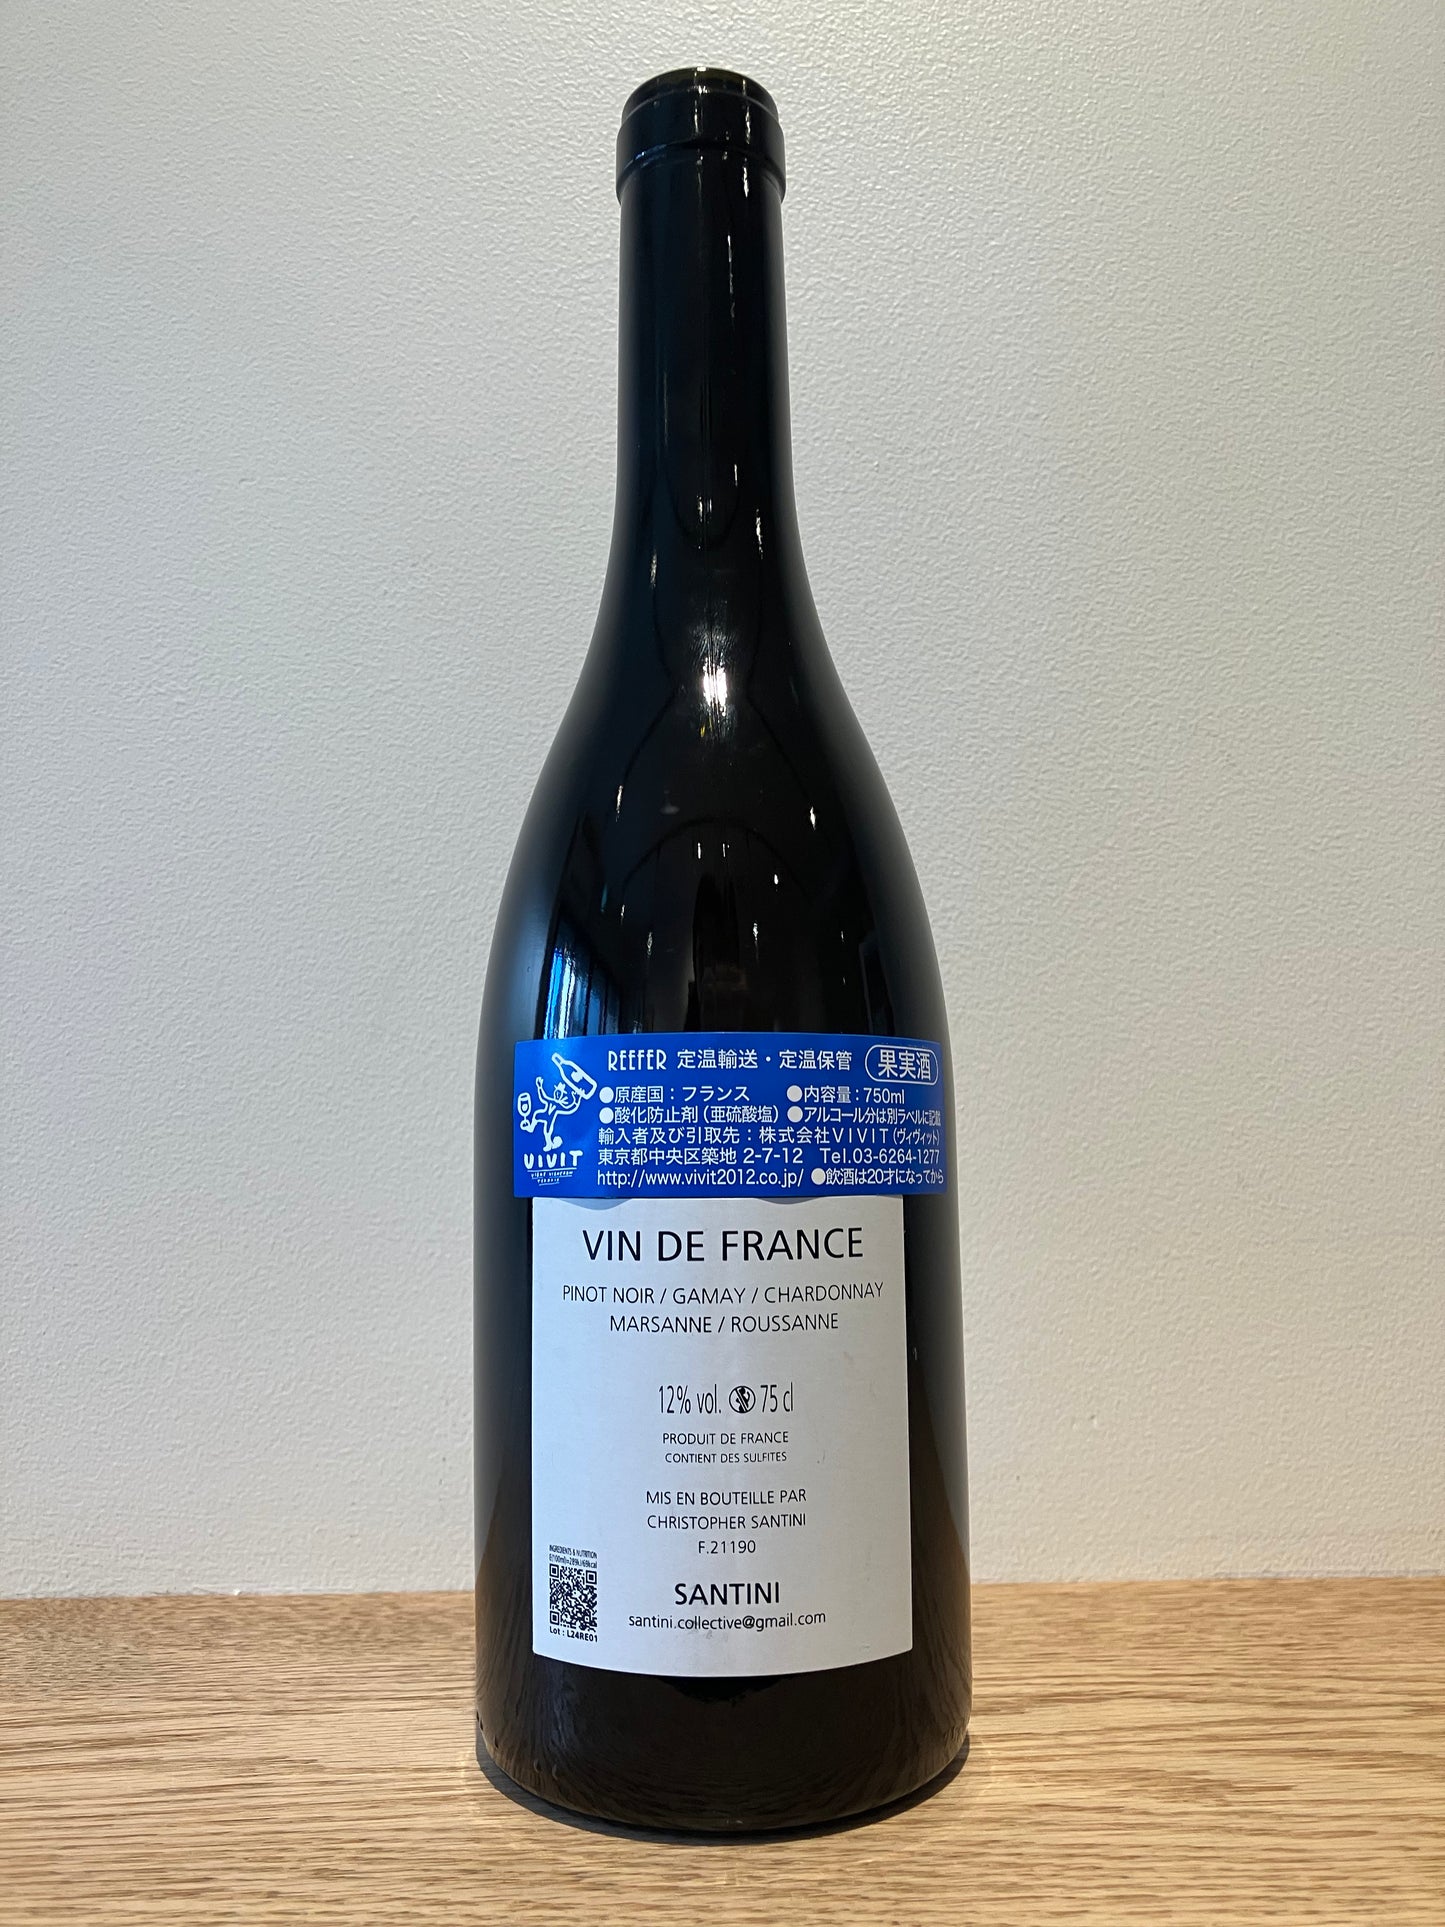 REEFER 定温輸送・定温保管 果実酒
●原産国：フランス ●内容量：750ml
●酸化防止剤（亜硫酸塩） ●アルコール分は別ラベルに記載
輸入者及び引取先：株式会社VIVIT（ヴィヴィット）
東京都中央区築地 2-7-12 Tel.03-6264-1277
http://www.vivit2012.co.jp/ ●飲酒は20才になってから
VIVIT
VIN DE FRANCE
PINOT NOIR / GAMAY / CHARDONNAY
MARSANNE / ROUSSANNE
12% vol. 75 cl
PRODUIT DE FRANCE
CONTIENT DES SULFITES
MIS EN BOUTEILLE PAR
CHRISTOPHER SANTINI
F.21190
INGREDIENTS & NUTRITION
SANTINI
santini.collective@gmail.com
Lot : L24RE01